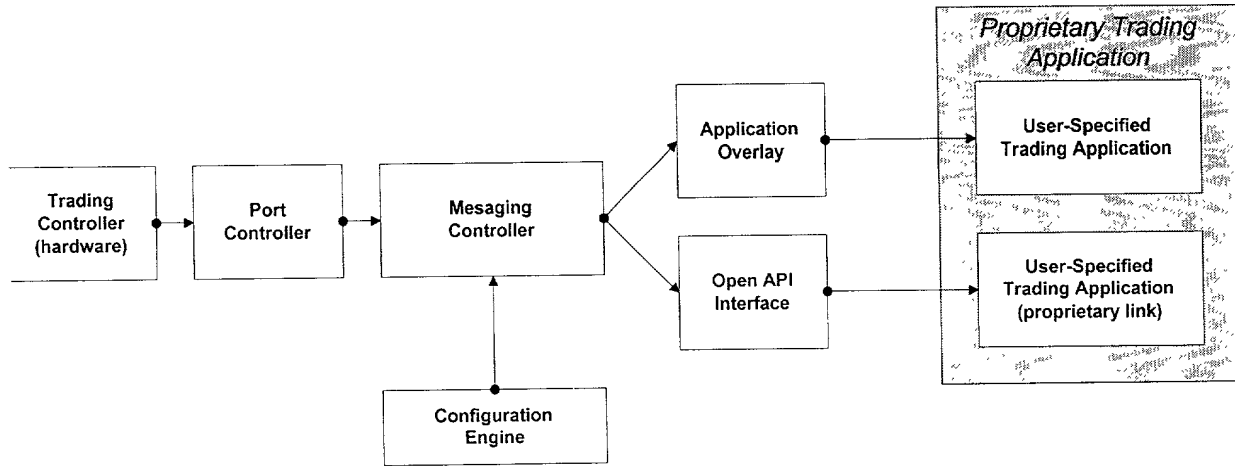 Proprietary Trading
Application
Application
Overlay
User-Specified
Trading Application
Trading
Controller
(hardware)
Port
Controller
Mesaging
Controller
Open API
Interface
User-Specified
Trading Application
(proprietary link)
Configuration
Engine